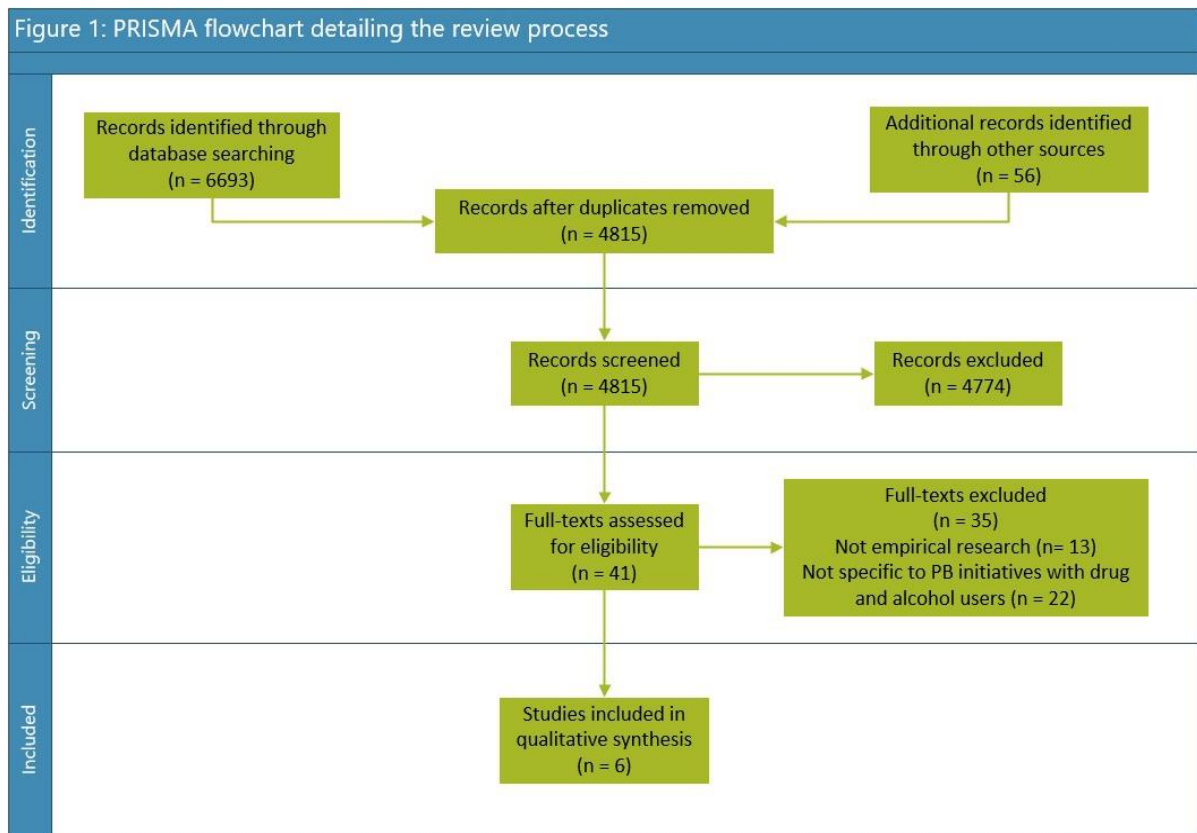 Figure 1: PRISMA flowchart detailing the review process
Identification
Records identified through
database searching
(n = 6693)
Additional records identified
through other sources
(n = 56)
Records after duplicates removed
(n = 4815)
Screening
Records screened
(n = 4815)
Records excluded
(n = 4774)
Eligibility
Full-texts assessed
for eligibility
(n = 41)
Full-texts excluded
(n = 35)
Not empirical research (n= 13)
Not specific to PB initiatives with drug
and alcohol users (n = 22)
Included
Studies included in
qualitative synthesis
(n = 6)